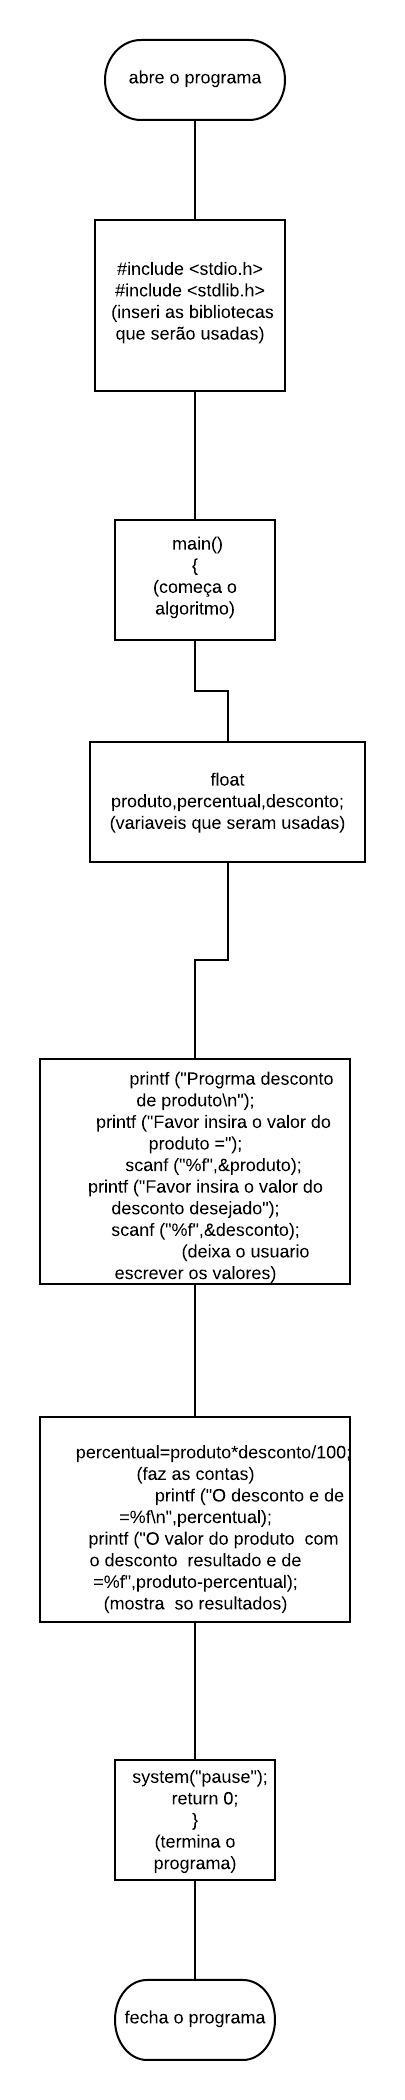 abre o programa
#include <stdio.h>
#include <stdlib.h>
(inseri as bibliotecas
que serão usadas)
main()
{
(começa o
algoritmo)
float
produto,percentual,desconto;
(variaveis que seram usadas)
printf ("Progrma desconto
de produto\n");
printf ("Favor insira o valor do
produto =");
scanf ("%f",&produto);
printf ("Favor insira o valor do
desconto desejado");
scanf ("%f",&desconto);
(deixa o usuario
escrever os valores)
percentual=produto*desconto/100;
(faz as contas)
printf ("O desconto e de
=%f\n",percentual);
printf ("O valor do produto  com
o desconto  resultado e de
=%f",produto-percentual);
(mostra  so resultados)
system("pause");
return 0;
}
(termina o
programa)
fecha o programa